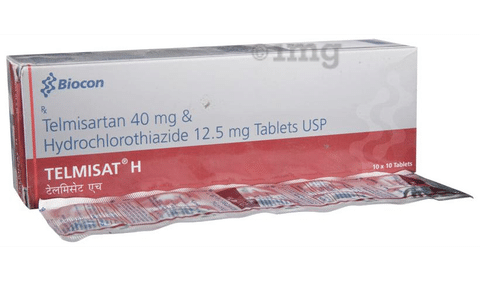 1mg
Biocon
Rx
Telmisartan 40 mg &
Hydrochlorothiazide 12.5 mg Tablets USP
TELMISAT® H
टेलमिसेट एच
10 x 10 Tablets